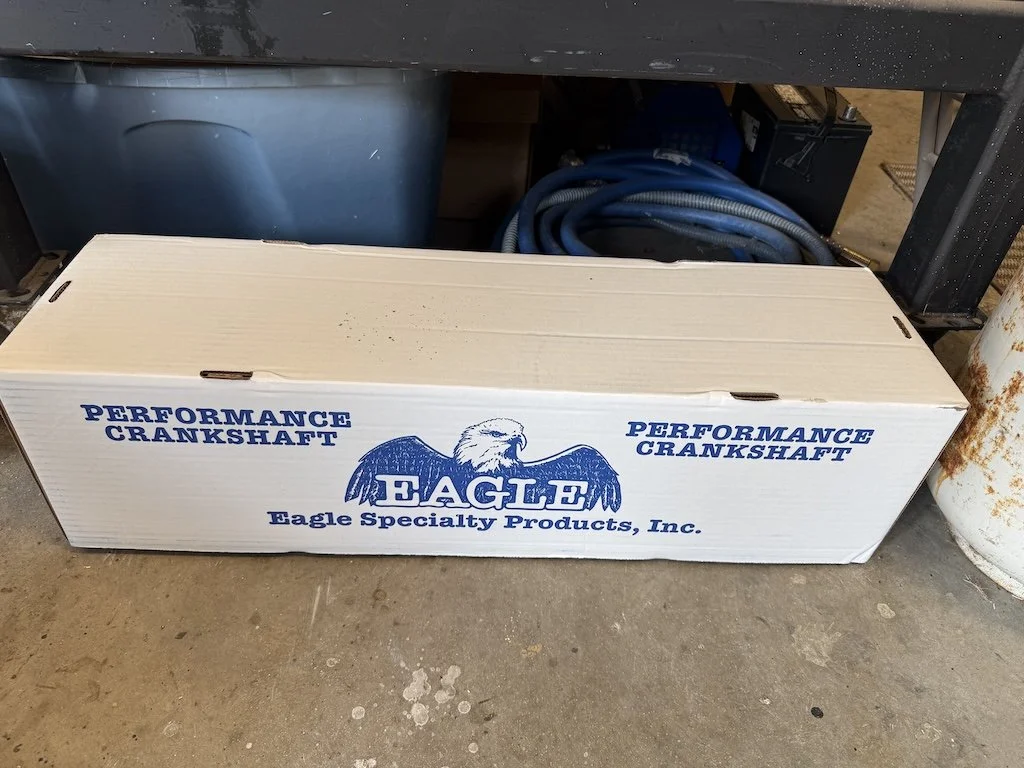 PERFORMANCE
CRANKSHAFT
PERFORMANCE
CRANKSHAFT
EAGLE
Eagle Specialty Products, Inc.